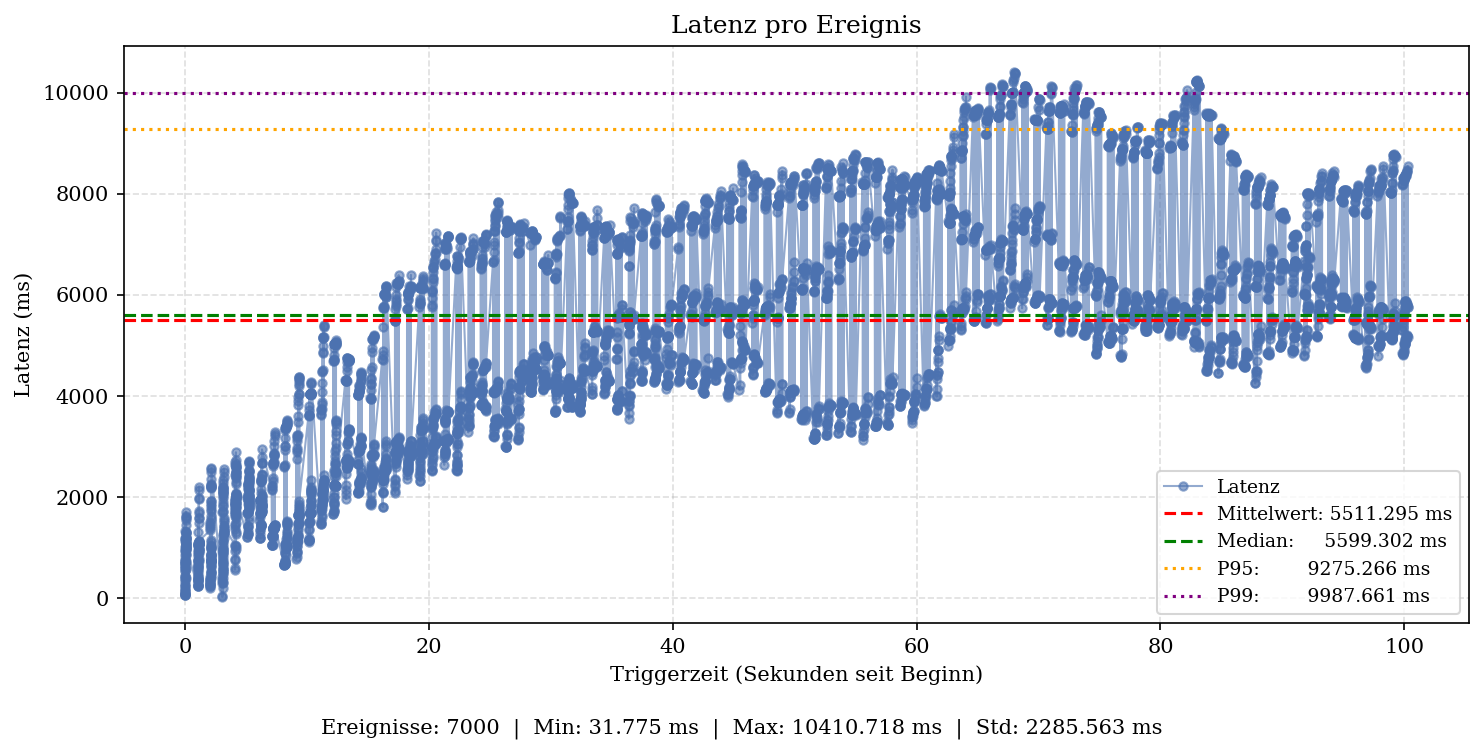 Latenz pro Ereignis
Latenz (ms)
10000
8000
6000
4000
2000
0
0 20 40 60 80 100
Triggerzeit (Sekunden seit Beginn)
Latenz
Mittelwert: 5511.295 ms
Median: 5599.302 ms
P95: 9275.266 ms
P99: 9987.661 ms
Ereignisse: 7000 | Min: 31.775 ms | Max: 10410.718 ms | Std: 2285.563 ms